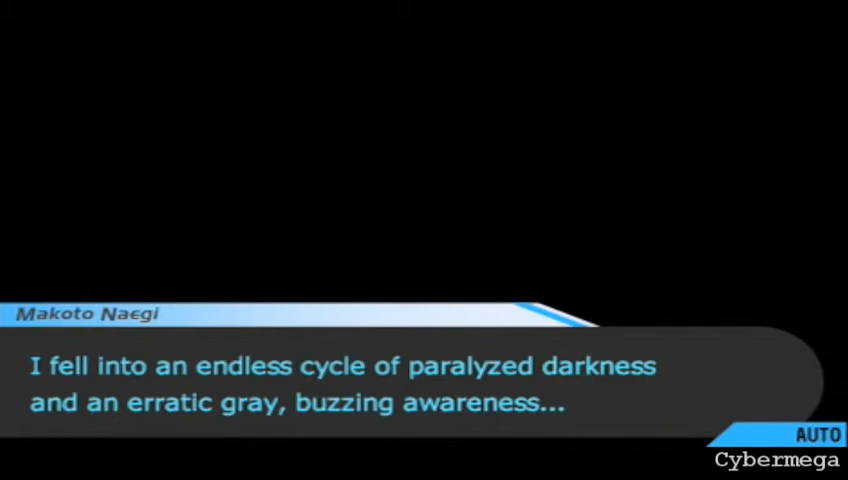 Makoto Naegi
I fell into an endless cycle of paralyzed darkness
and an erratic gray, buzzing awareness...
AUTO
Cybermega